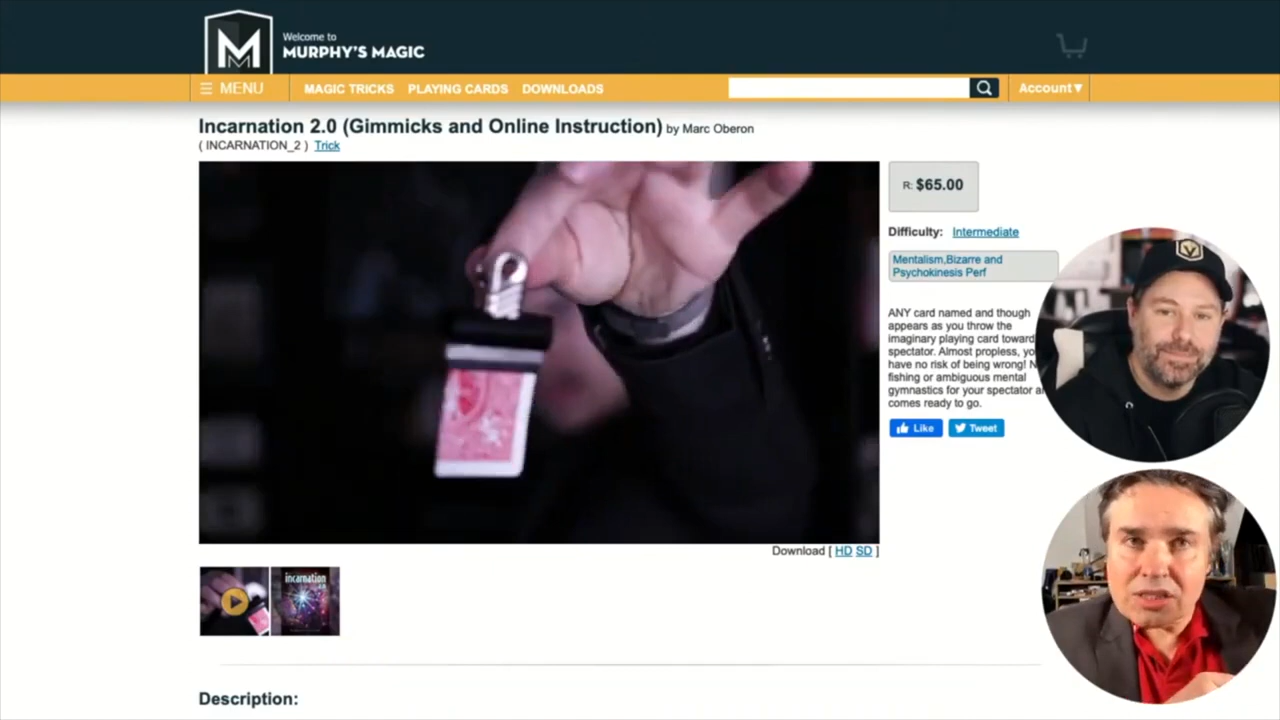 Welcome to
MURPHY'S MAGIC
MENU
MAGIC TRICKS
PLAYING CARDS
DOWNLOADS
Account▼
Incarnation 2.0 (Gimmicks and Online Instruction) by Marc Oberon
( INCARNATION_2 ) Trick
R: $65.00
Difficulty: Intermediate
Mentalism,Bizarre and
Psychokinesis Perf
ANY card named and though
appears as you throw the
imaginary playing card toward
spectator. Almost propless, yo
have no risk of being wrong! N
fishing or ambiguous mental
gymnastics for your spectator
comes ready to go.
Like
Tweet
Download [ HD SD ]
incarnation
Description: